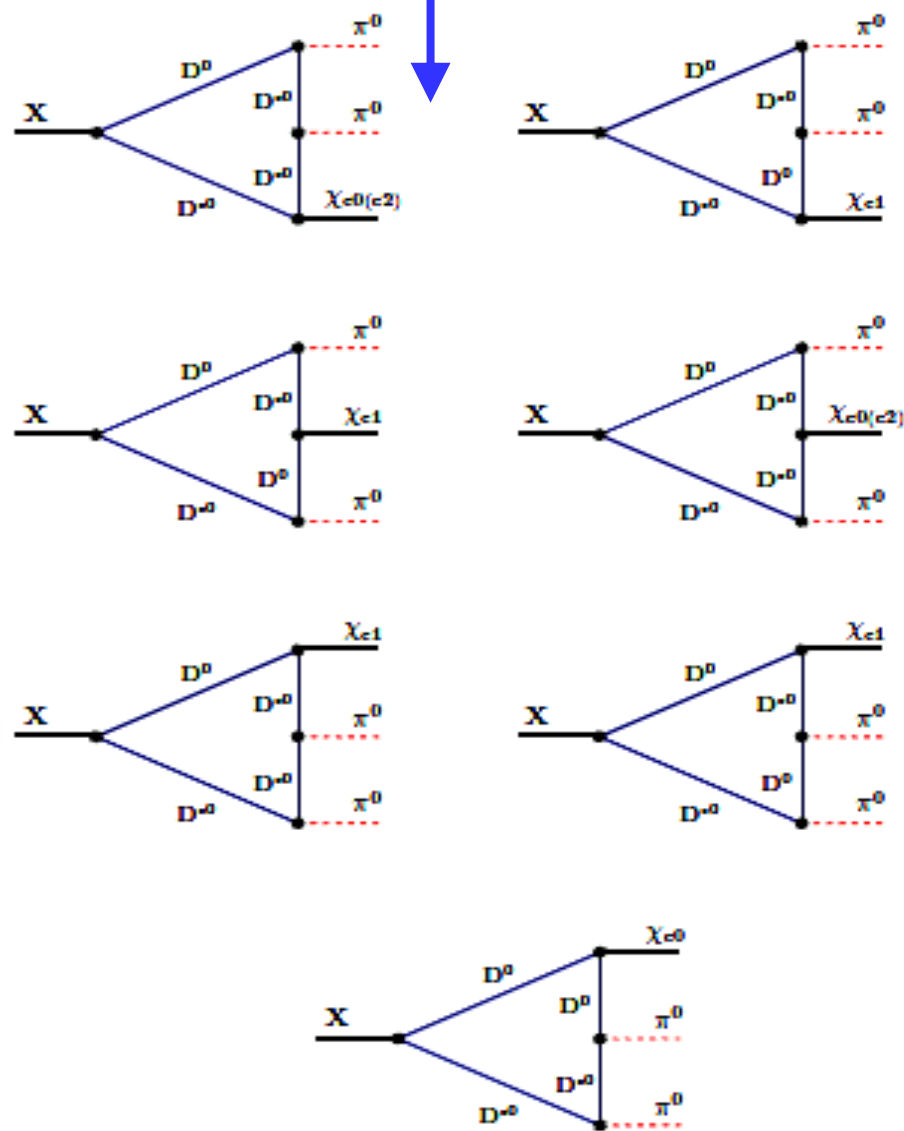 π⁰ π⁰
D⁰ D*⁰ D*⁰
X π⁰ X π⁰
D*⁰ D⁰
D*⁰ χc0(c2) D*⁰ χc1
π⁰ π⁰
D⁰ D*⁰ D⁰ D*⁰
X χc1 X χc0(c2)
D⁰ D*⁰
D*⁰ π⁰ D*⁰ π⁰
χc1 χc1
D⁰ D*⁰ D⁰ D*⁰
X π⁰ X π⁰
D*⁰ D⁰
D*⁰ π⁰ D*⁰ π⁰
χc0
D⁰ D⁰
X π⁰
D*⁰
D*⁰ π⁰